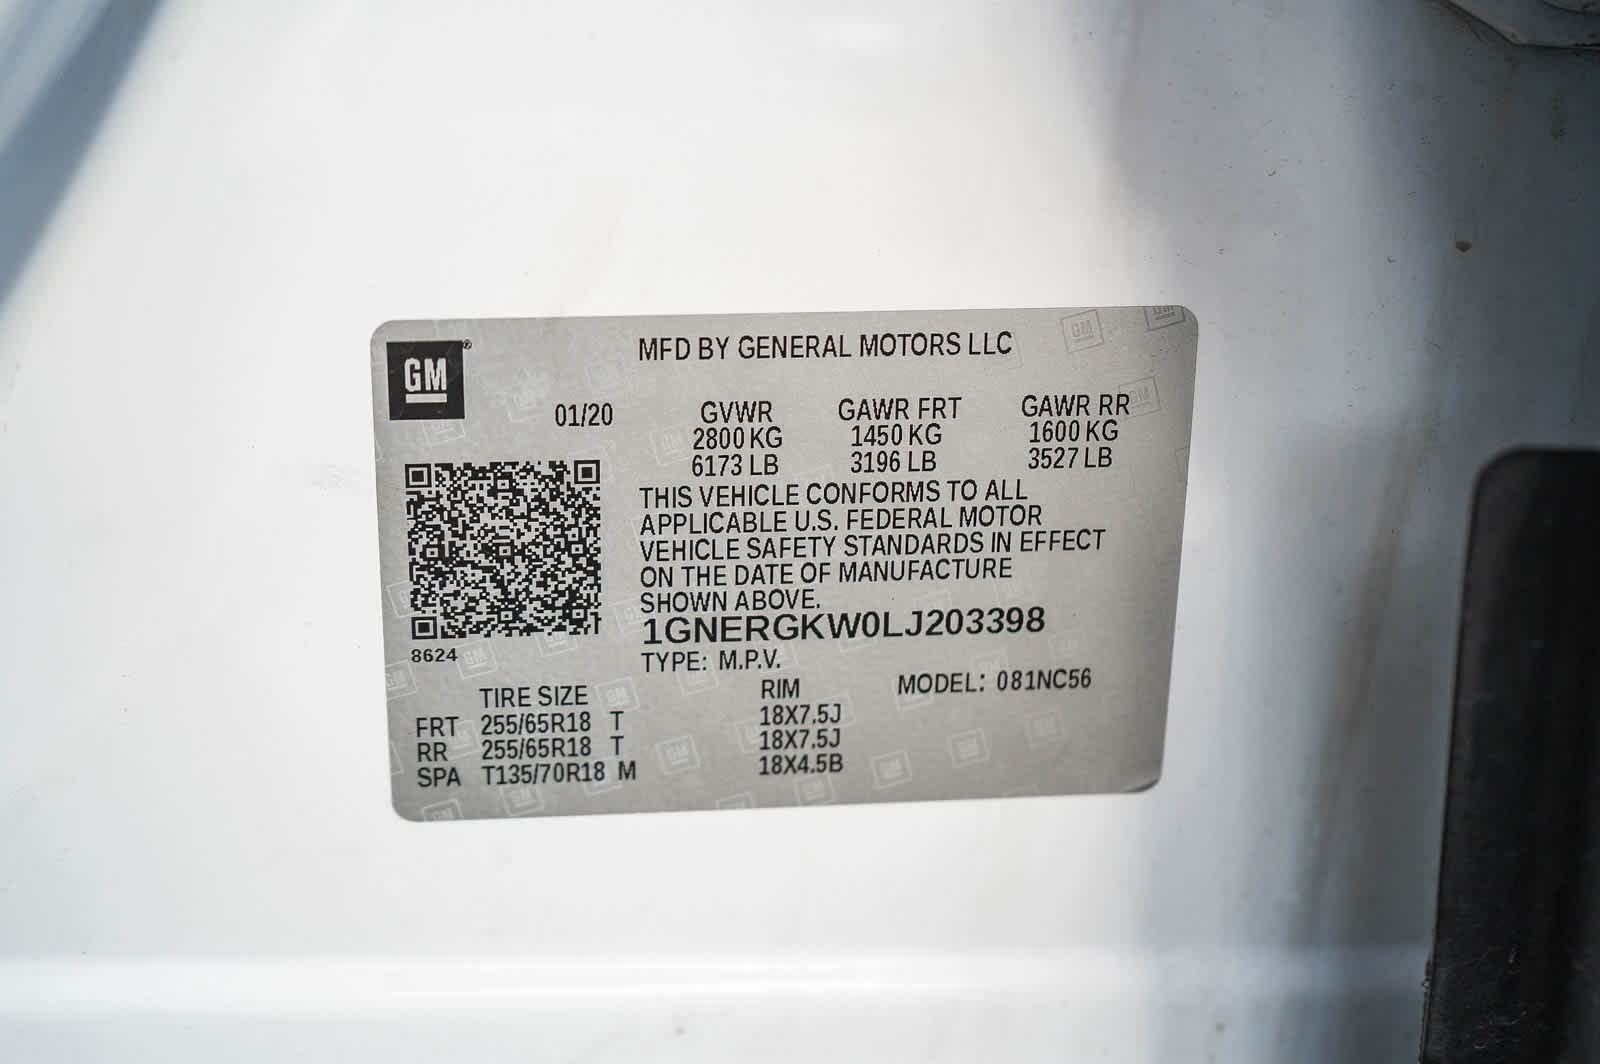 MFD BY GENERAL MOTORS LLC
GM®
01/20 GVWR GAWR FRT GAWR RR
2800 KG 1450 KG 1600 KG
6173 LB 3196 LB 3527 LB
THIS VEHICLE CONFORMS TO ALL
APPLICABLE U.S. FEDERAL MOTOR
VEHICLE SAFETY STANDARDS IN EFFECT
ON THE DATE OF MANUFACTURE
SHOWN ABOVE.
1GNERGKW0LJ203398
8624
TYPE: M.P.V.
TIRE SIZE RIM MODEL: 081NC56
FRT 255/65R18 T 18X7.5J
RR 255/65R18 T 18X7.5J
SPA T135/70R18 M 18X4.5B